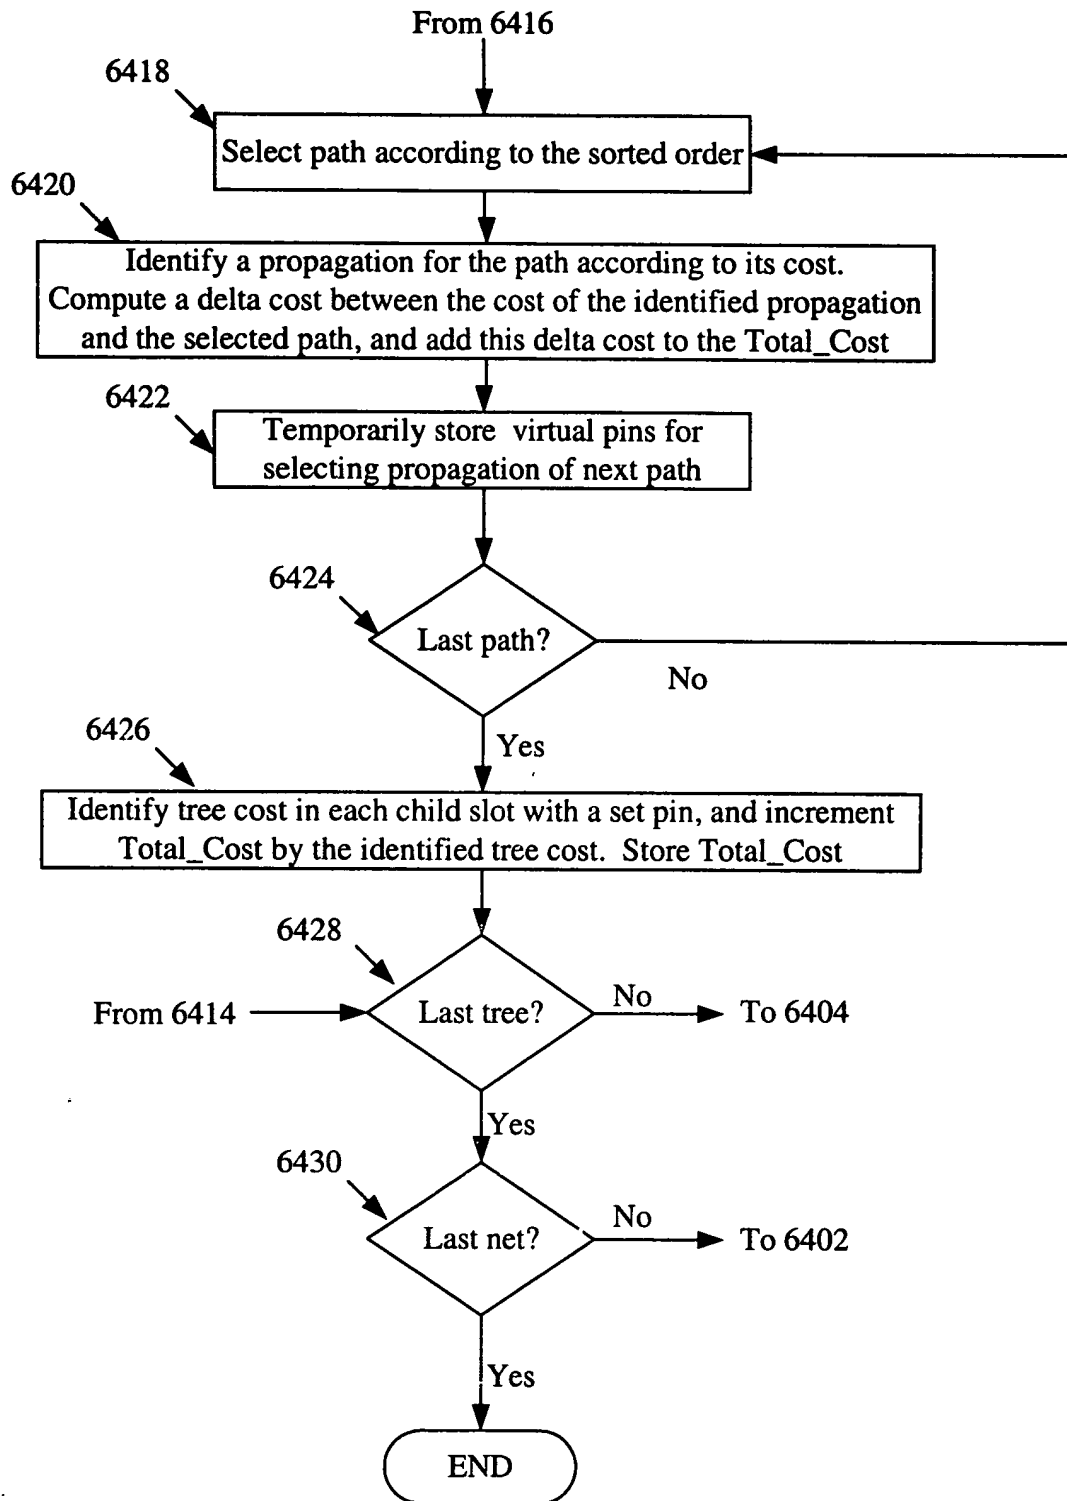 From 6416
6418
Select path according to the sorted order
6420
Identify a propagation for the path according to its cost.
Compute a delta cost between the cost of the identified propagation
and the selected path, and add this delta cost to the Total_Cost
6422
Temporarily store virtual pins for
selecting propagation of next path
6424
Last path?
No
Yes
6426
Identify tree cost in each child slot with a set pin, and increment
Total_Cost by the identified tree cost. Store Total_Cost
6428
From 6414
Last tree?
No
To 6404
Yes
6430
Last net?
No
To 6402
Yes
END